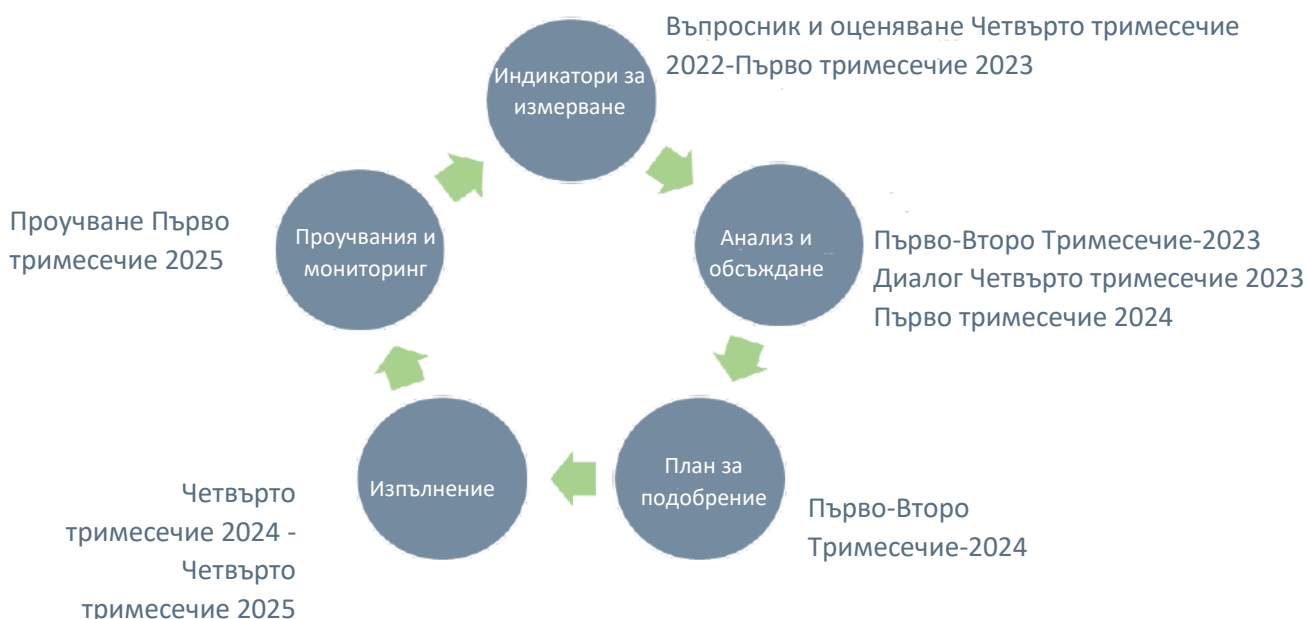 Въпросник и оценяване Четвърто тримесечие
2022-Първо тримесечие 2023
Индикатори за
измерване
Анализ и
обсъждане
Първо-Второ Тримесечие-2023
Диалог Четвърто тримесечие 2023
Първо тримесечие 2024
План за
подобрение
Първо-Второ
Тримесечие-2024
Изпълнение
Четвърто
тримесечие 2024 -
Четвърто
тримесечие 2025
Проучвания и
мониторинг
Проучване Първо
тримесечие 2025